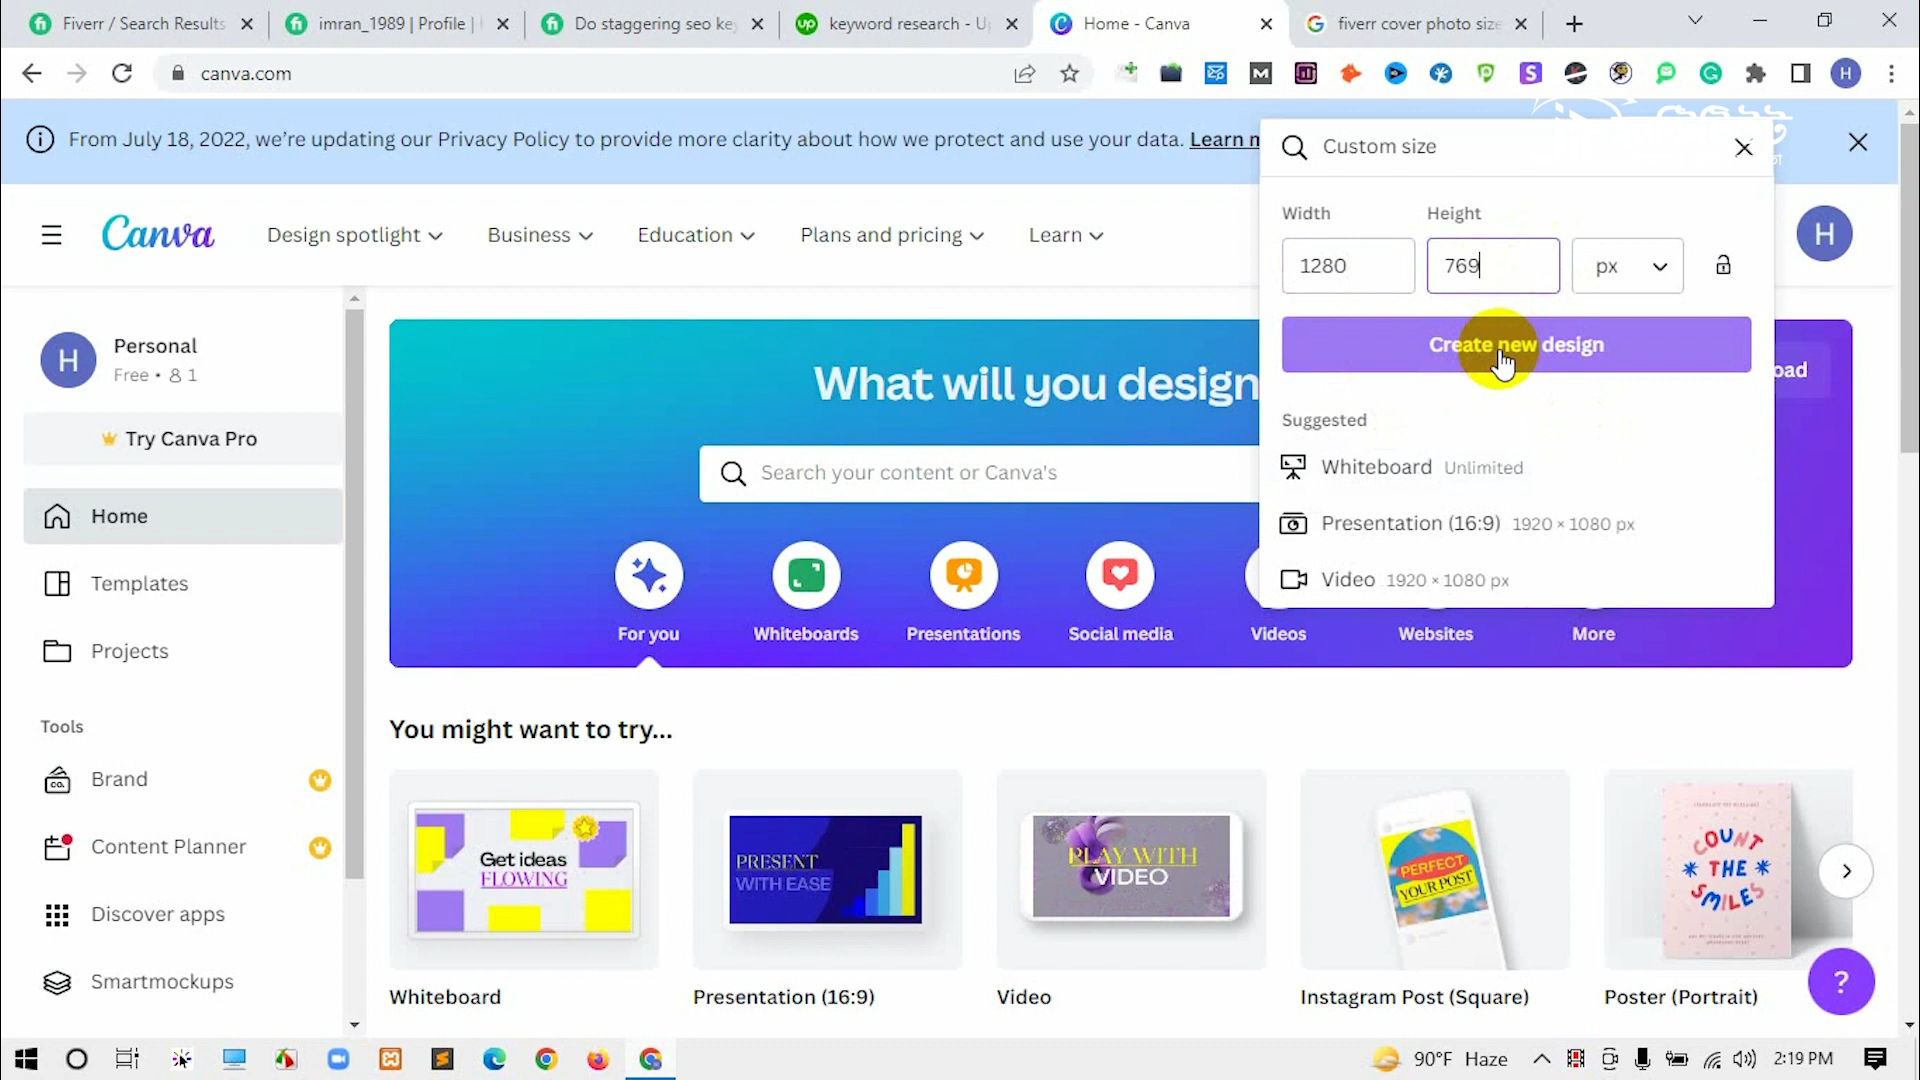 Fiverr / Search Results
imran_1989 | Profile |
Do staggering seo key
keyword research - Up
Home - Canva
fiverr cover photo size
canva.com
From July 18, 2022, we're updating our Privacy Policy to provide more clarity about how we protect and use your data. Learn
Custom size
Width
Height
1280
769
px
Create new design
Suggested
Whiteboard Unlimited
Presentation (16:9) 1920 × 1080 px
Video 1920 × 1080 px
Canva
Design spotlight
Business
Education
Plans and pricing
Learn
H
H
Personal
Free • 1
Try Canva Pro
Home
Templates
Projects
Tools
Brand
Content Planner
Discover apps
Smartmockups
What will you design
Search your content or Canva's
For you
Whiteboards
Presentations
Social media
Videos
Websites
More
You might want to try...
Get ideas
FLOWING
PRESENT
WITH EASE
PLAY WITH
VIDEO
PERFECT
YOUR POST
COUNT
THE
SMILES
Whiteboard
Presentation (16:9)
Video
Instagram Post (Square)
Poster (Portrait)
?
90°F Haze
2:19 PM